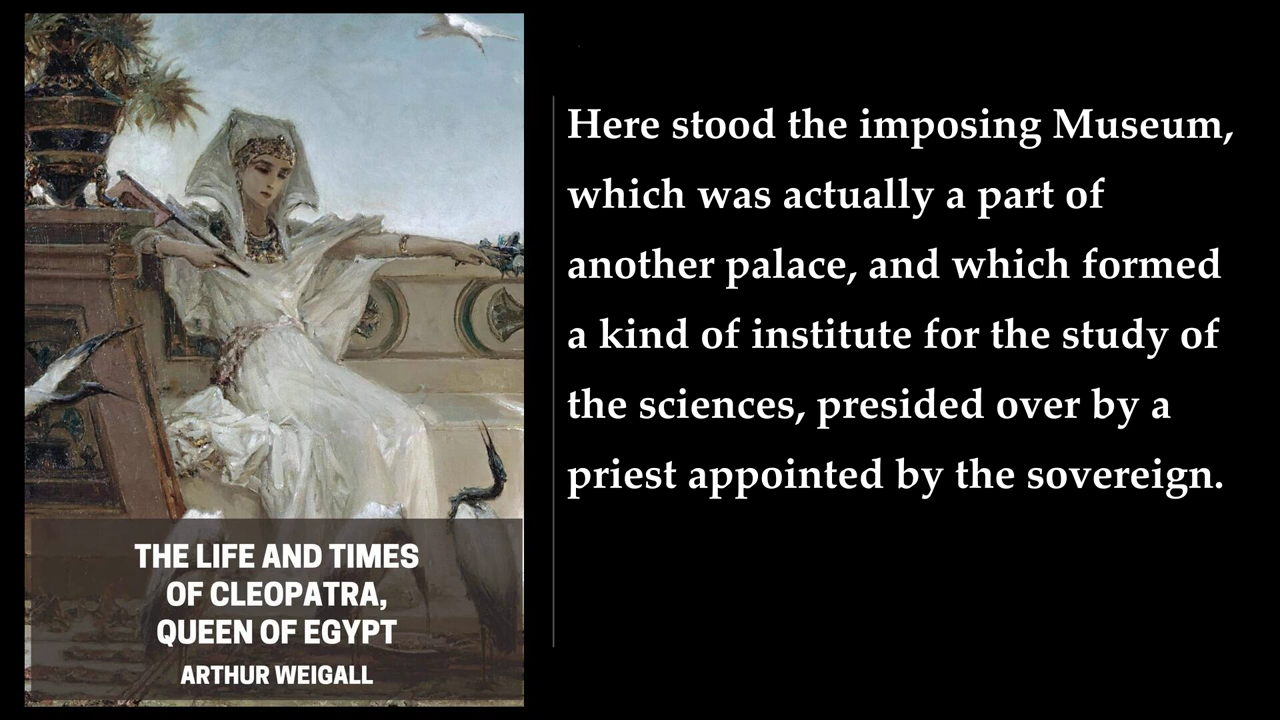 Here stood the imposing Museum,
which was actually a part of
another palace, and which formed
a kind of institute for the study of
the sciences, presided over by a
priest appointed by the sovereign.
THE LIFE AND TIMES
OF CLEOPATRA,
QUEEN OF EGYPT
ARTHUR WEIGALL